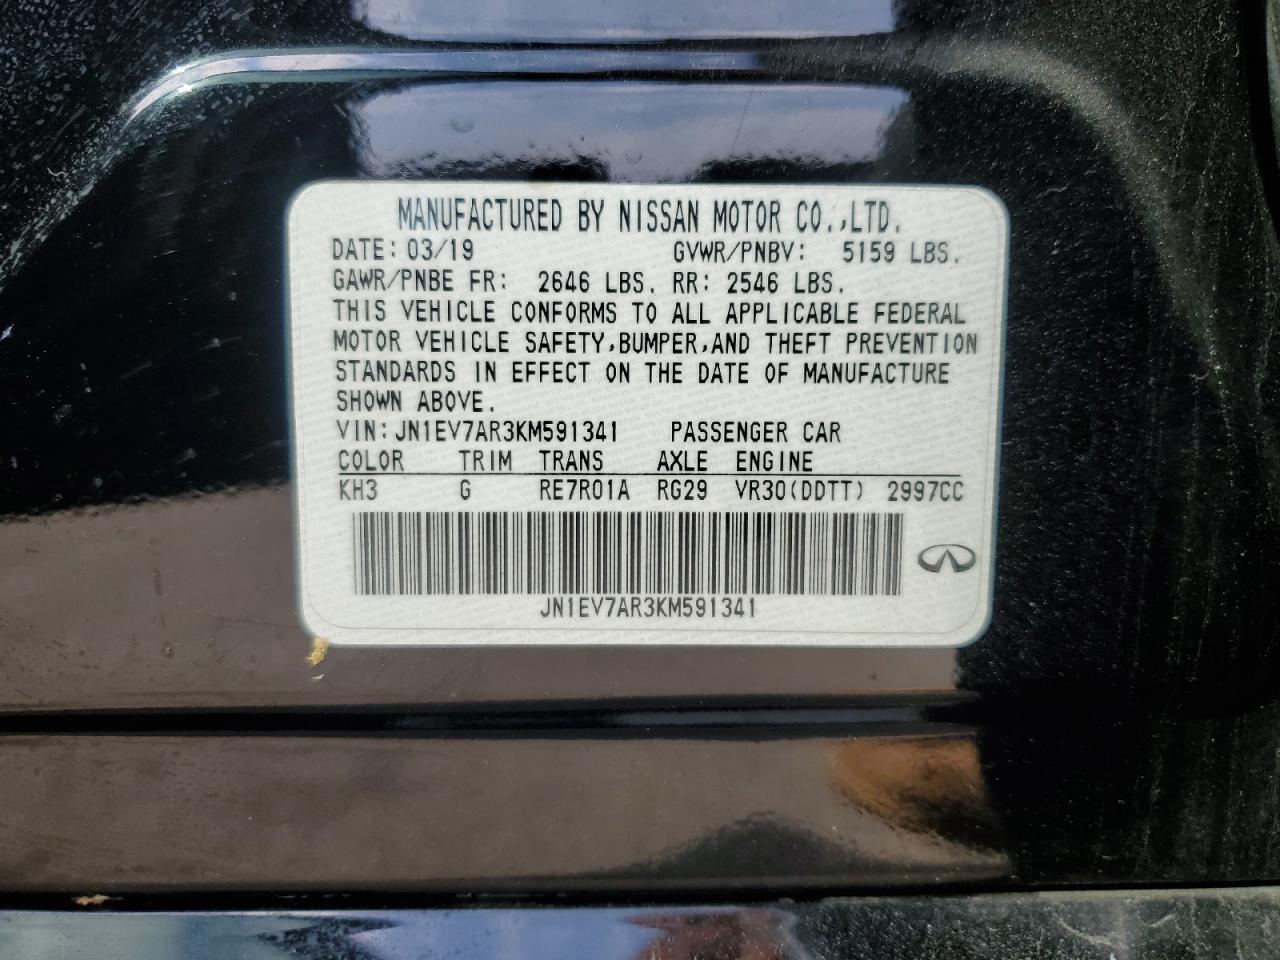 MANUFACTURED BY NISSAN MOTOR CO.,LTD.
DATE: 03/19 GVWR/PNBV: 5159 LBS.
GAWR/PNBE FR: 2646 LBS. RR: 2546 LBS.
THIS VEHICLE CONFORMS TO ALL APPLICABLE FEDERAL
MOTOR VEHICLE SAFETY,BUMPER,AND THEFT PREVENTION
STANDARDS IN EFFECT ON THE DATE OF MANUFACTURE
SHOWN ABOVE.
VIN:JN1EV7AR3KM591341 PASSENGER CAR
COLOR TRIM TRANS AXLE ENGINE
KH3 G RE7R01A RG29 VR30(DDTT) 2997CC
JN1EV7AR3KM591341